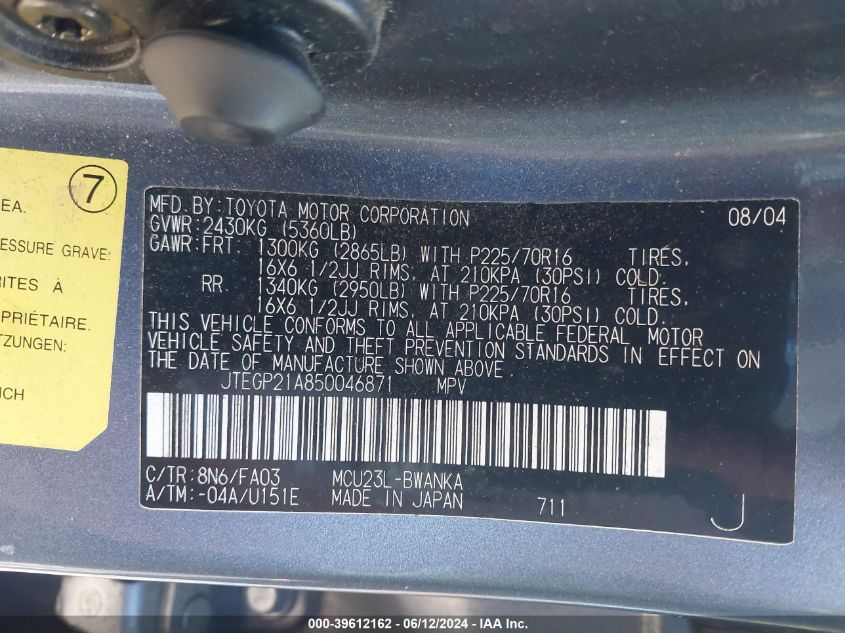 7
EA.
ESSURE GRAVE:
RITES À
PRIÉTAIRE.
TZUNGEN:
ICH
MFD. BY: TOYOTA MOTOR CORPORATION 08/04
GVWR: 2430KG (5360LB)
GAWR: FRT. 1300KG (2865LB) WITH P225/70R16 TIRES,
16X6 1/2JJ RIMS, AT 210KPA (30PSI) COLD.
RR. 1340KG (2950LB) WITH P225/70R16 TIRES,
16X6 1/2JJ RIMS, AT 210KPA (30PSI) COLD.
THIS VEHICLE CONFORMS TO ALL APPLICABLE FEDERAL MOTOR
VEHICLE SAFETY AND THEFT PREVENTION STANDARDS IN EFFECT ON
THE DATE OF MANUFACTURE SHOWN ABOVE.
JTEGP21A850046871 MPV
C/TR: 8N6/FA03 MCU23L-BWANKA
A/TM: -04A/U151E MADE IN JAPAN 711 J
000-39612162 - 06/12/2024 - IAA Inc.